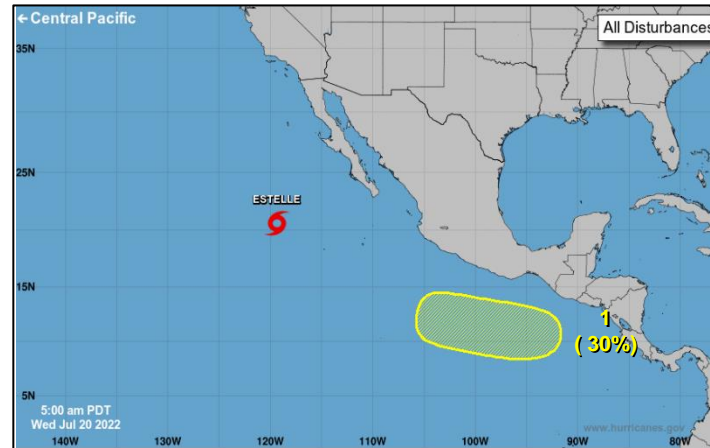 ← Central Pacific
All Disturbances
35N
25N
ESTELLE
15N
1
( 30%)
5N
5:00 am PDT
Wed Jul 20 2022
www.hurricanes.gov
140W
130W
120W
110W
100W
90W
80W